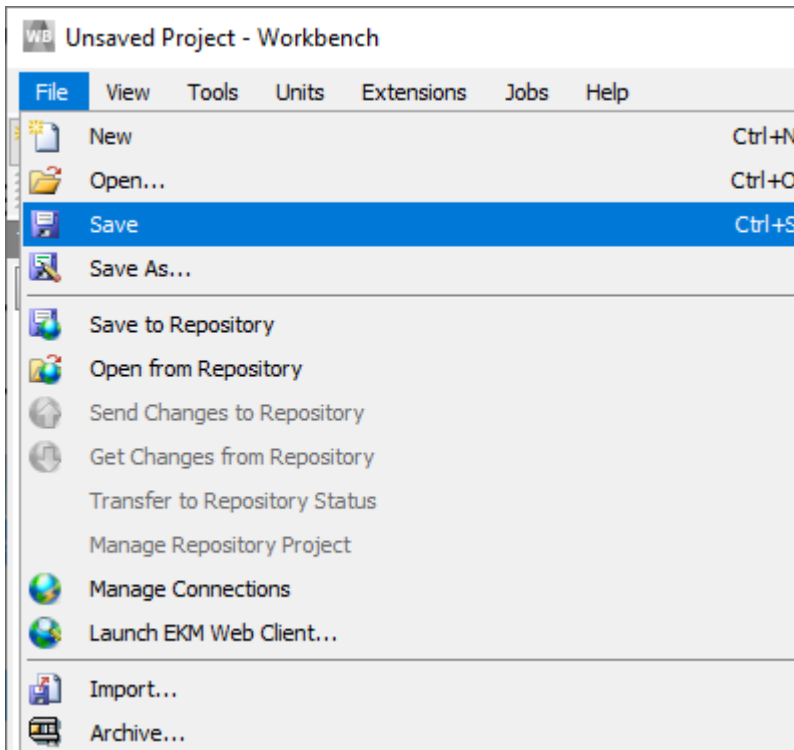 WB Unsaved Project - Workbench
File View Tools Units Extensions Jobs Help
New Ctrl+N
Open... Ctrl+O
Save Ctrl+S
Save As...
Save to Repository
Open from Repository
Send Changes to Repository
Get Changes from Repository
Transfer to Repository Status
Manage Repository Project
Manage Connections
Launch EKM Web Client...
Import...
Archive...